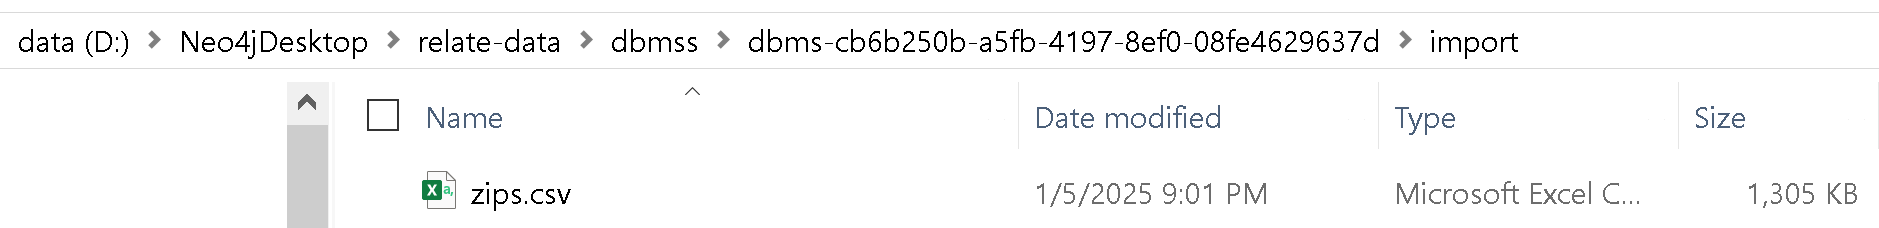 data (D:) > Neo4jDesktop > relate-data > dbmss > dbms-cb6b250b-a5fb-4197-8ef0-08fe4629637d > import
Name Date modified Type Size
zips.csv 1/5/2025 9:01 PM Microsoft Excel C... 1,305 KB